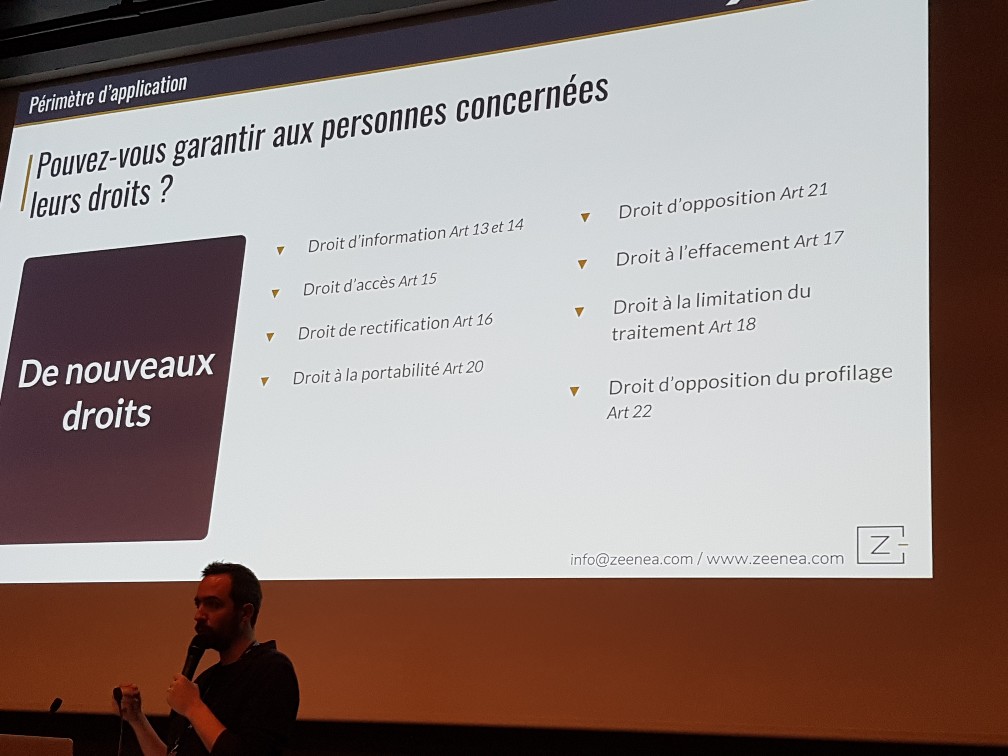 Périmètre d'application
Pouvez-vous garantir aux personnes concernées
leurs droits ?
De nouveaux
droits
Droit d'information Art 13 et 14
Droit d'accès Art 15
Droit de rectification Art 16
Droit à la portabilité Art 20
Droit d'opposition Art 21
Droit à l'effacement Art 17
Droit à la limitation du
traitement Art 18
Droit d'opposition du profilage
Art 22
info@zeenea.com / www.zeenea.com
Z